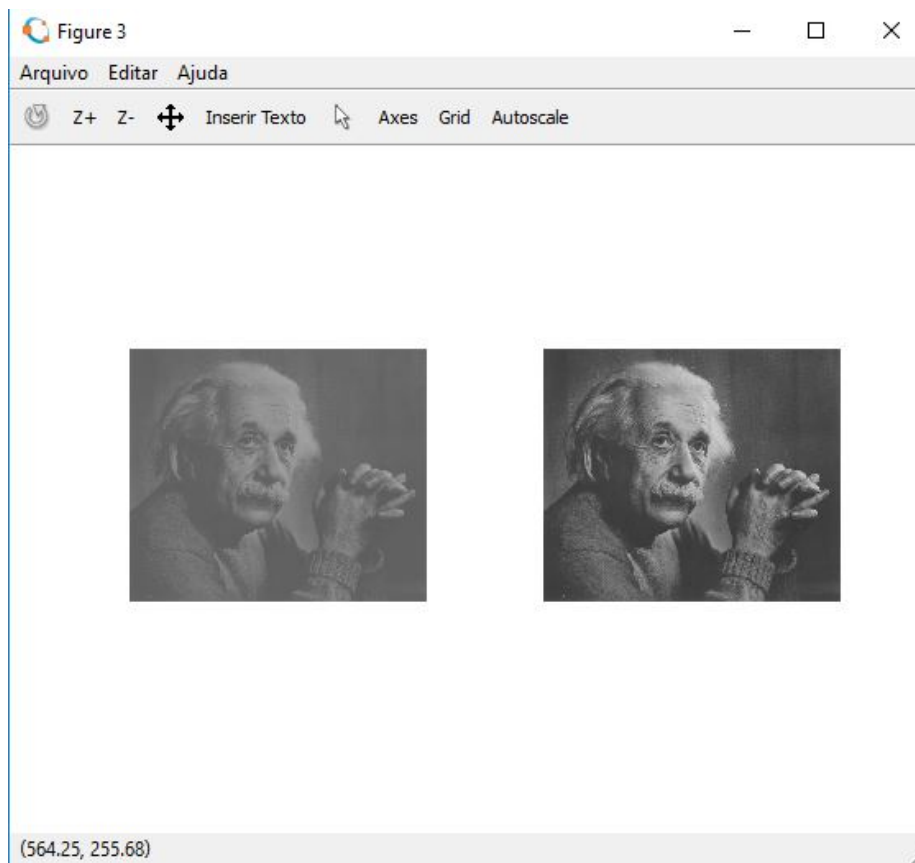 Figure 3
Arquivo Editar Ajuda
Z+ Z- Inserir Texto Axes Grid Autoscale
(564.25, 255.68)